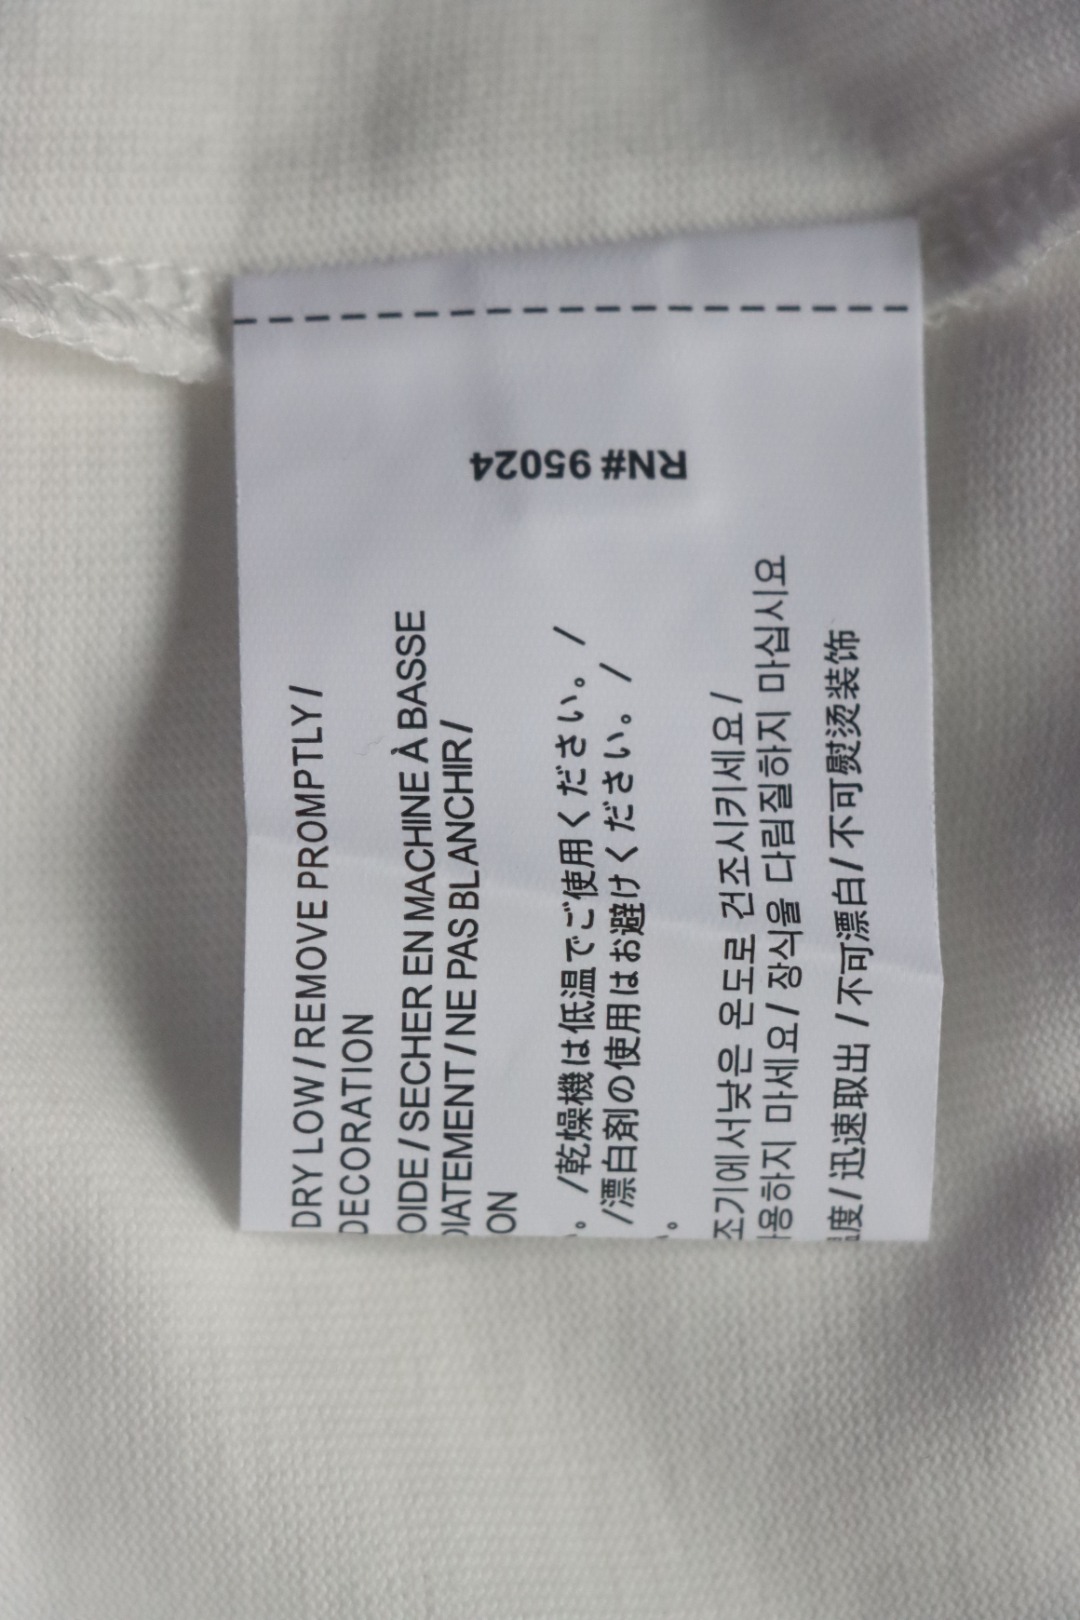 RN# 95024
DRY LOW / REMOVE PROMPTLY /
DECORATION
OIDE / SECHER EN MACHINE À BASSE
IATEMENT / NE PAS BLANCHIR /
ON
。 /乾燥機は低温でご使用ください。 /
/漂白剤の使用はお避けください。 /
。
조기에서낮은 온도로 건조시키세요 /
용하지 마세요 / 장식을 다림질하지 마십시요
度 / 迅速取出 / 不可漂白 / 不可熨烫装饰